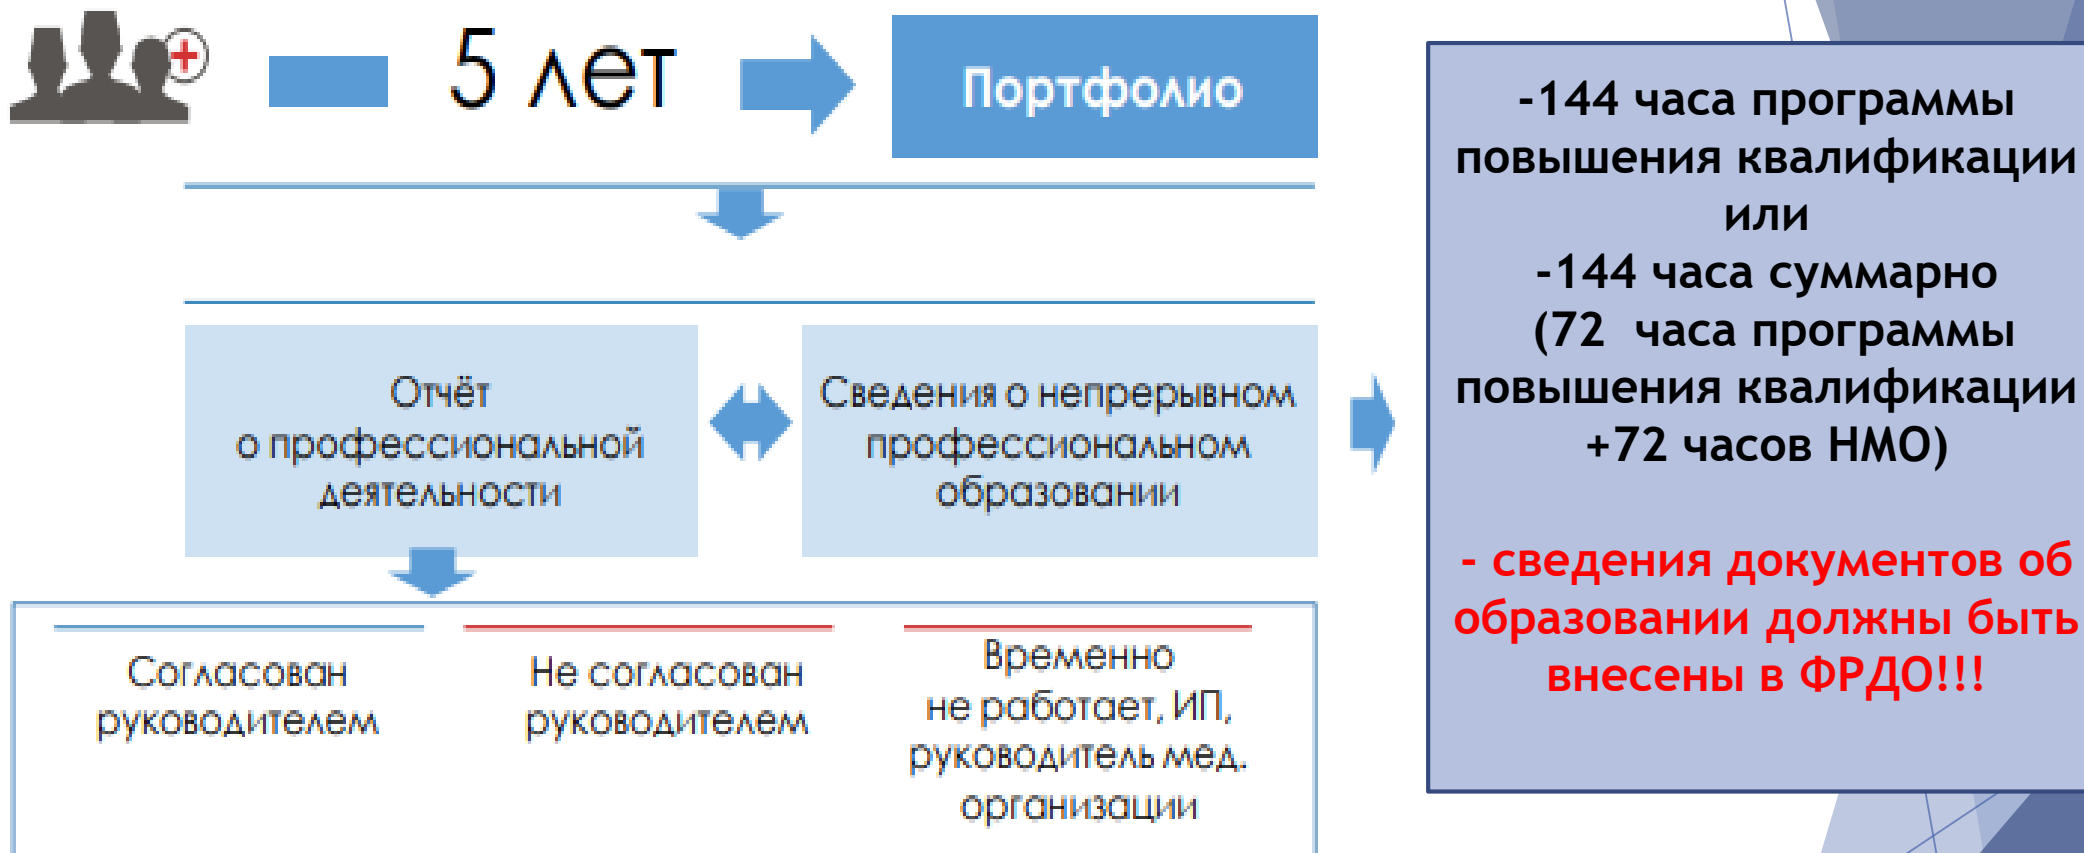 5 лет
Портфолио
Отчёт
о профессиональной
деятельности
Сведения о непрерывном
профессиональном
образовании
Согласован
руководителем
Не согласован
руководителем
Временно
не работает, ИП,
руководитель мед.
организации
-144 часа программы
повышения квалификации
или
-144 часа суммарно
(72 часа программы
повышения квалификации
+72 часов НМО)
- сведения документов об
образовании должны быть
внесены в ФРДО!!!